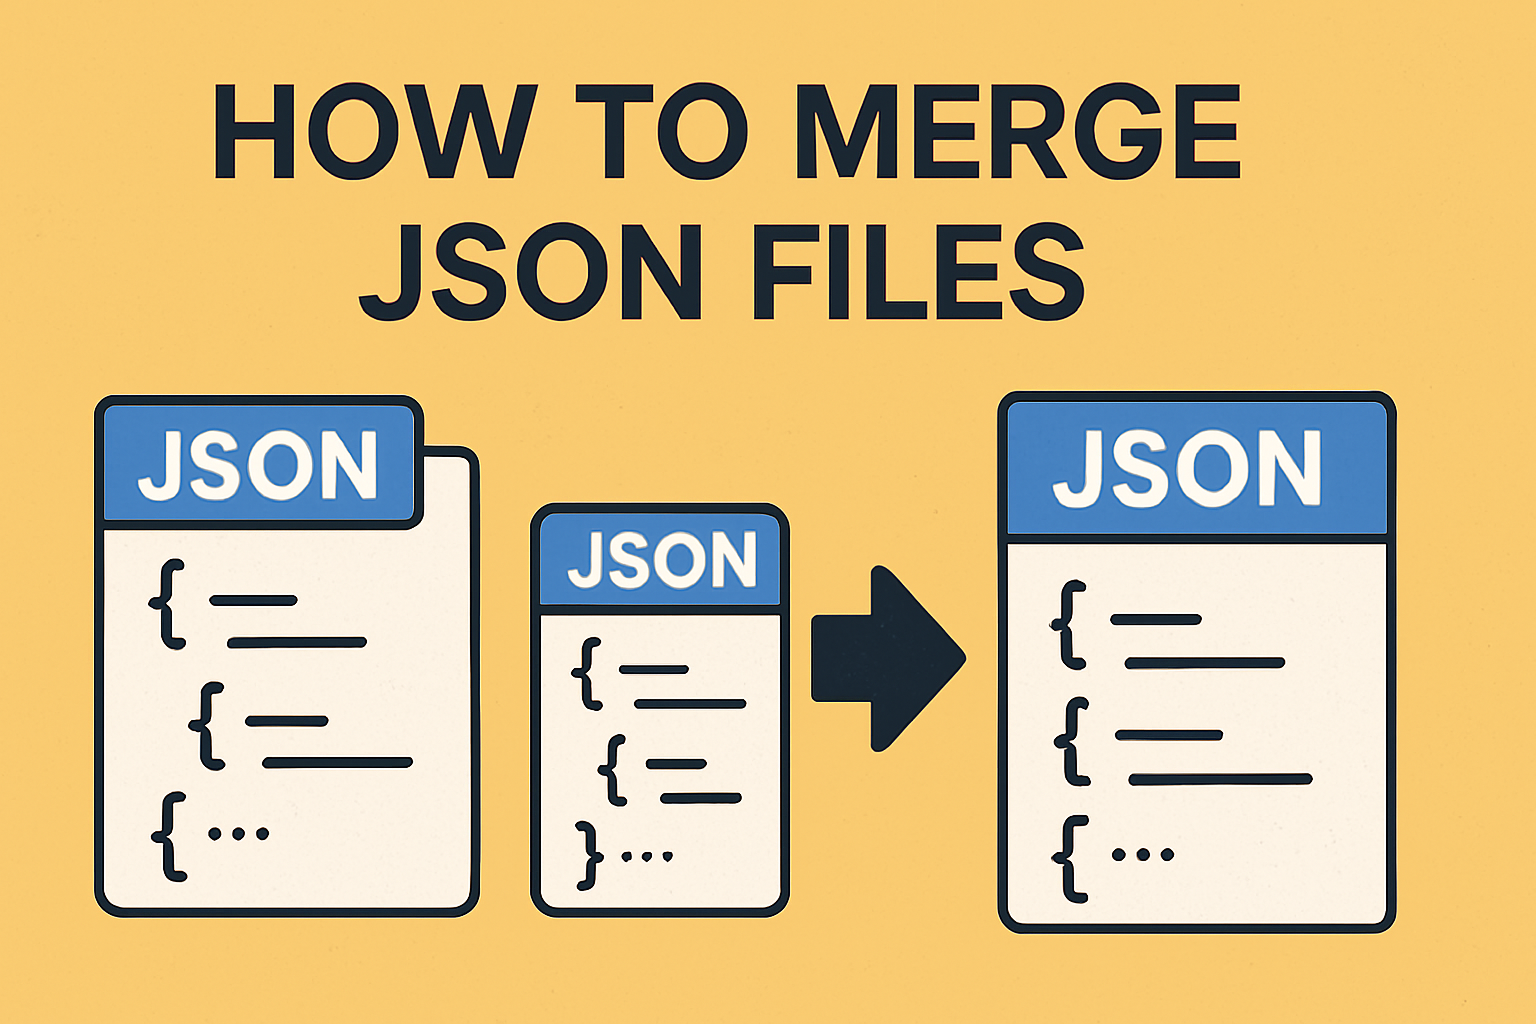 HOW TO MERGE
JSON FILES
JSON
{
{
{ ...
JSON
{
{
} ...
JSON
{
{
{ ...